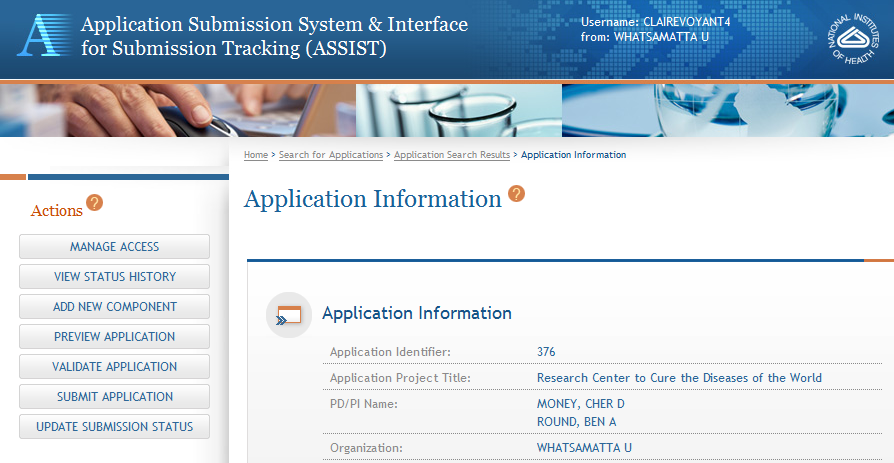 A
Application Submission System & Interface
for Submission Tracking (ASSIST)
Username: CLAIREVOYANT4
from: WHATSAMATTA U
NATIONAL INSTITUTES
OF HEALTH
Home > Search for Applications > Application Search Results > Application Information
Actions ?
MANAGE ACCESS
VIEW STATUS HISTORY
ADD NEW COMPONENT
PREVIEW APPLICATION
VALIDATE APPLICATION
SUBMIT APPLICATION
UPDATE SUBMISSION STATUS
Application Information ?
Application Information
Application Identifier: 376
Application Project Title: Research Center to Cure the Diseases of the World
PD/PI Name: MONEY, CHER D
ROUND, BEN A
Organization: WHATSAMATTA U